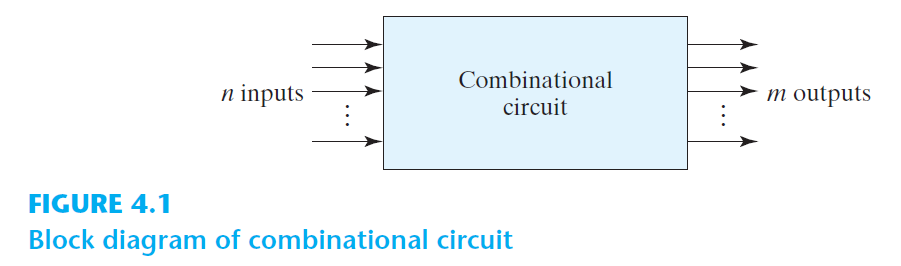 Combinational
circuit
n inputs
m outputs
FIGURE 4.1
Block diagram of combinational circuit